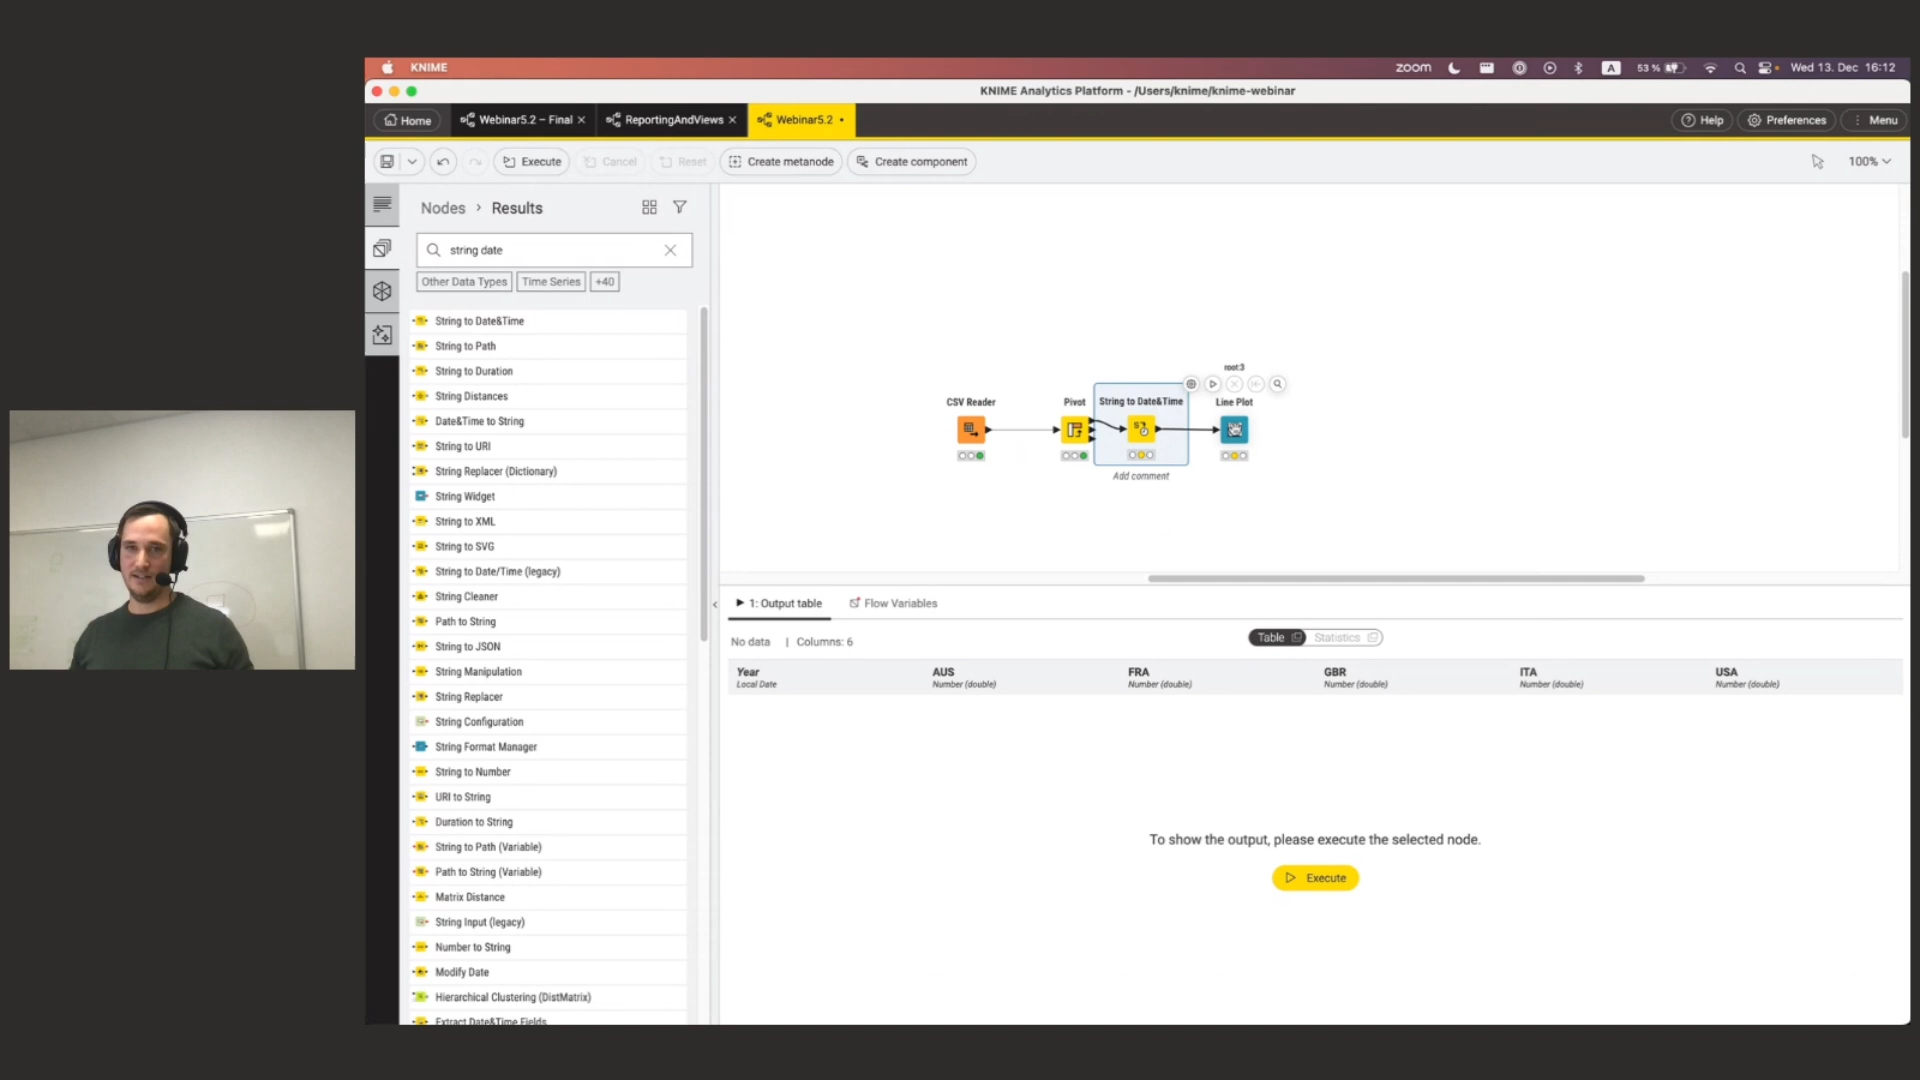 KNIME
zoom
A
53 %
Wed 13. Dec 16:12
KNIME Analytics Platform - /Users/knime/knime-webinar
Home
Webinar5.2 – Final
ReportingAndViews
Webinar5.2
Help
Preferences
Menu
Execute
Cancel
Reset
Create metanode
Create component
100%
Nodes › Results
string date
Other Data Types
Time Series
+40
String to Date&Time
String to Path
String to Duration
String Distances
Date&Time to String
String to URI
String Replacer (Dictionary)
String Widget
String to XML
String to SVG
String to Date/Time (legacy)
String Cleaner
Path to String
String to JSON
String Manipulation
String Replacer
String Configuration
String Format Manager
String to Number
URI to String
Duration to String
String to Path (Variable)
Path to String (Variable)
Matrix Distance
String Input (legacy)
Number to String
Modify Date
Hierarchical Clustering (DistMatrix)
Extract Date&Time Fields
root:3
CSV Reader
Pivot
String to Date&Time
Line Plot
Add comment
1: Output table
Flow Variables
No data | Columns: 6
Table
Statistics
Year
Local Date
AUS
Number (double)
FRA
Number (double)
GBR
Number (double)
ITA
Number (double)
USA
Number (double)
To show the output, please execute the selected node.
Execute